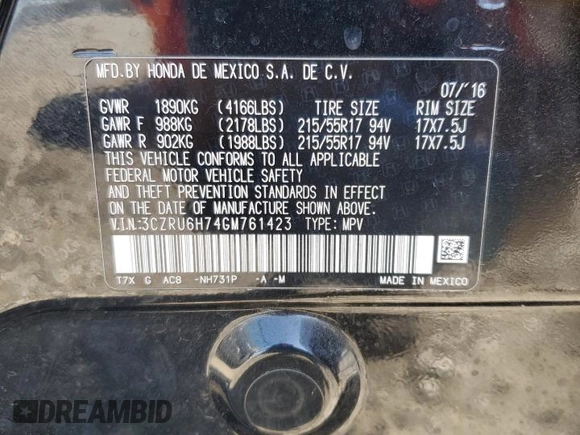 MFD. BY HONDA DE MEXICO S.A. DE C.V.
07/'16
GVWR 1890KG (4166LBS) TIRE SIZE RIM SIZE
GAWR F 988KG (2178LBS) 215/55R17 94V 17X7.5J
GAWR R 902KG (1988LBS) 215/55R17 94V 17X7.5J
THIS VEHICLE CONFORMS TO ALL APPLICABLE
FEDERAL MOTOR VEHICLE SAFETY
AND THEFT PREVENTION STANDARDS IN EFFECT
ON THE DATE OF MANUFACTURE SHOWN ABOVE.
V.I.N:3CZRU6H74GM761423 TYPE: MPV
T7X G AC8 -NH731P -A -M MADE IN MEXICO
DREAMBID